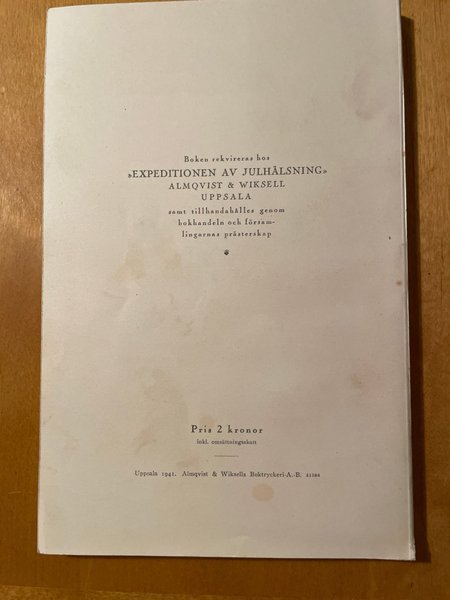 Boken rekvireras hos
»EXPEDITIONEN AV JULHÄLSNING»
ALMQVIST & WIKSELL
UPPSALA
samt tillhandahålles genom
bokhandeln och försam-
lingarnas prästerskap
Pris 2 kronor
inkl. omsättningsskatt
Uppsala 1941. Almqvist & Wiksells Boktryckeri-A.-B.